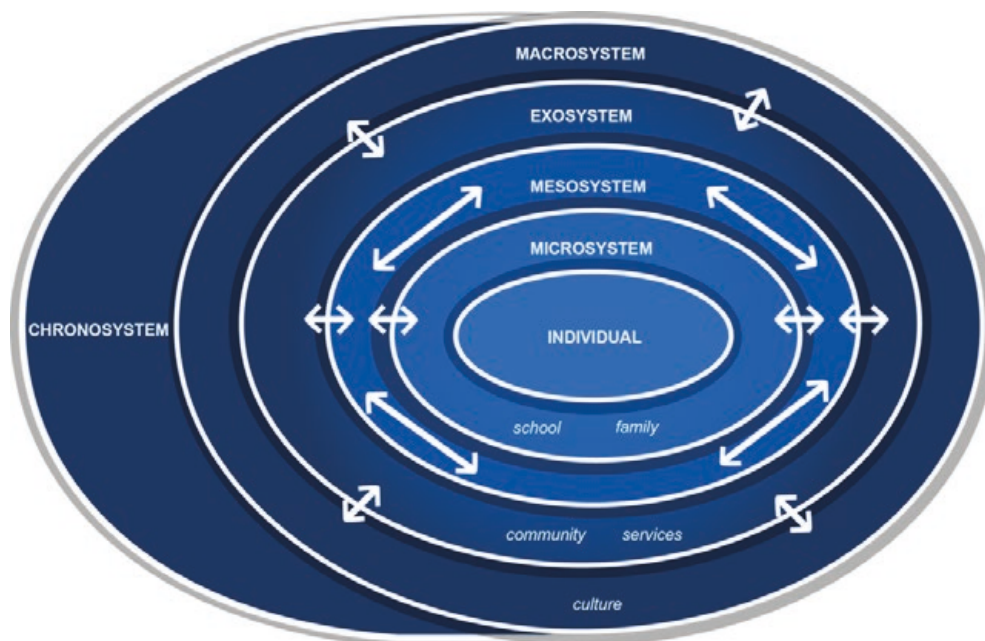 MACROSYSTEM
EXOSYSTEM
MESOSYSTEM
MICROSYSTEM
CHRONOSYSTEM
INDIVIDUAL
school family
community services
culture